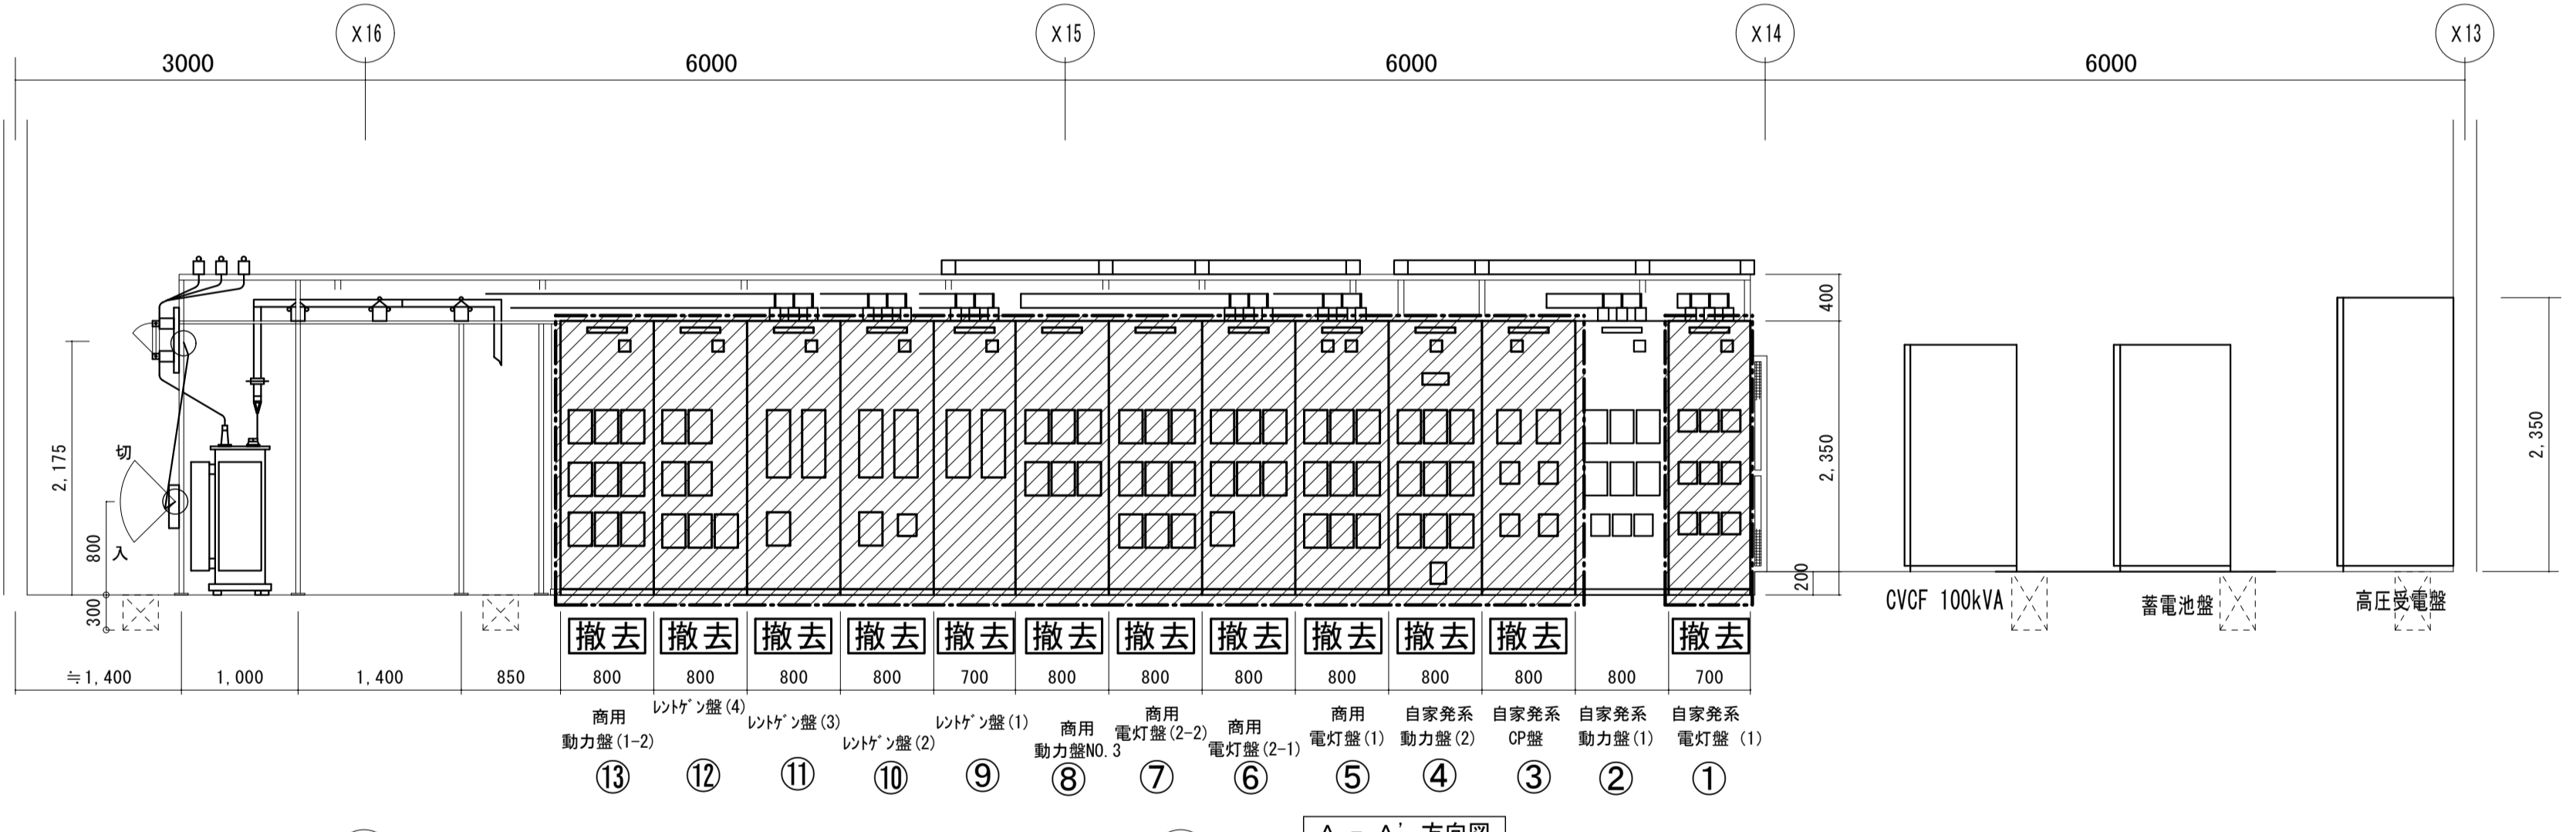 X16
X15
X14
X13
3000
6000
6000
6000
400
2,350
200
2,350
2,175
800
300
切
入
CVCF 100kVA
蓄電池盤
高圧受電盤
撤去
撤去
撤去
撤去
撤去
撤去
撤去
撤去
撤去
撤去
撤去
撤去
≒1,400
1,000
1,400
850
800
800
800
800
700
800
800
800
800
800
800
800
700
商用
動力盤(1-2)
⑬
ﾚﾝﾄｹﾞﾝ盤(4)
⑫
ﾚﾝﾄｹﾞﾝ盤(3)
⑪
ﾚﾝﾄｹﾞﾝ盤(2)
⑩
ﾚﾝﾄｹﾞﾝ盤(1)
⑨
商用
動力盤NO.3
⑧
商用
電灯盤(2-2)
⑦
商用
電灯盤(2-1)
⑥
商用
電灯盤(1)
⑤
自家発系
動力盤(2)
④
自家発系
CP盤
③
自家発系
動力盤(1)
②
自家発系
電灯盤 (1)
①
A - A' 方向図